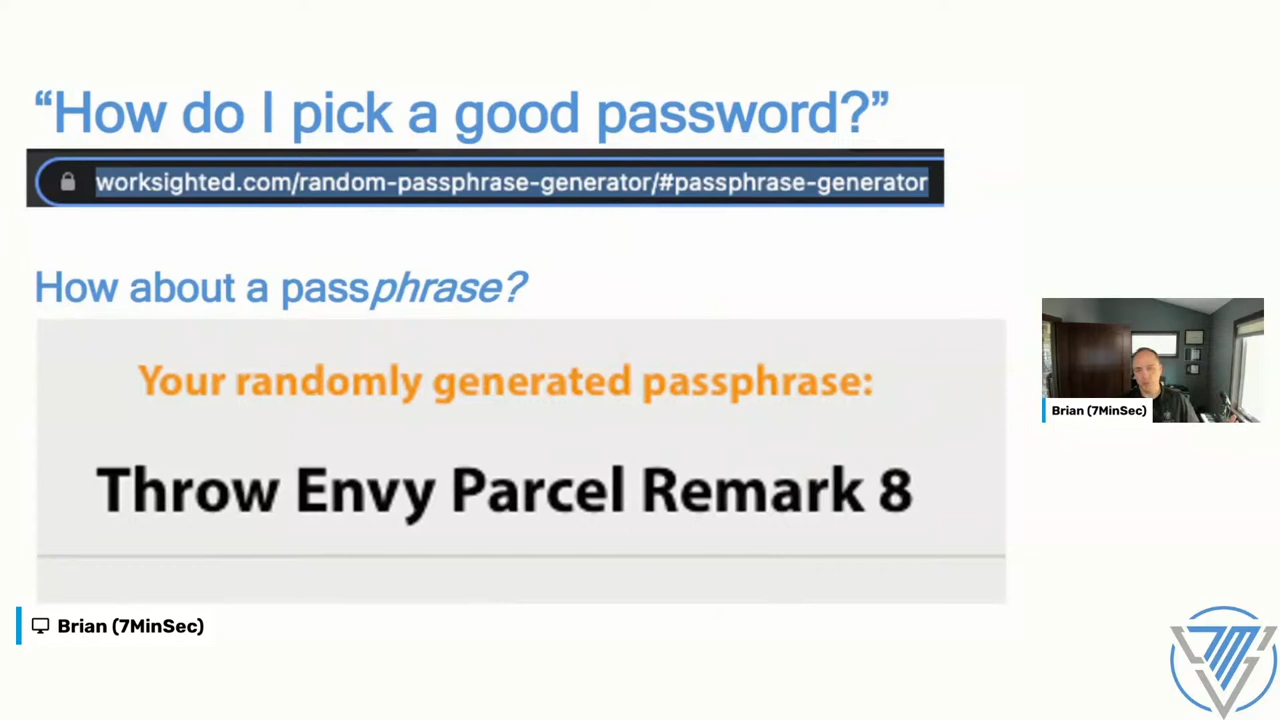 “How do I pick a good password?”
worksighted.com/random-passphrase-generator/#passphrase-generator
How about a passphrase?
Your randomly generated passphrase:
Throw Envy Parcel Remark 8
Brian (7MinSec)
Brian (7MinSec)
7MS